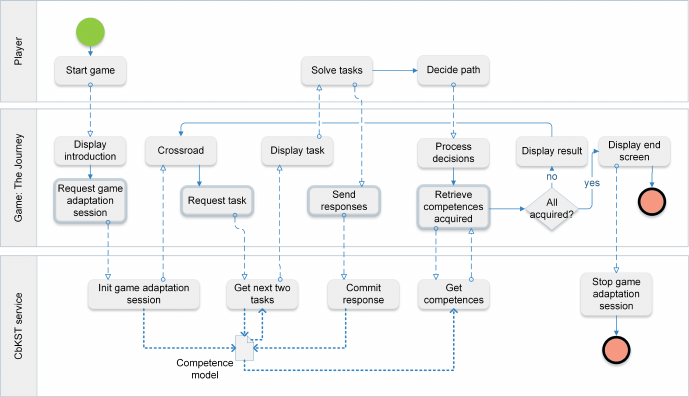 Player
Start game
Solve tasks
Decide path
Game: The Journey
Display
introduction
Crossroad
Display task
Process
decisions
Display result
Display end
screen
Request game
adaptation
session
Request task
Send
responses
Retrieve
competences
acquired
no
yes
All
acquired?
CbKST service
Init game adaptation
session
Get next two
tasks
Commit
response
Get
competences
Stop game
adaptation
session
Competence
model